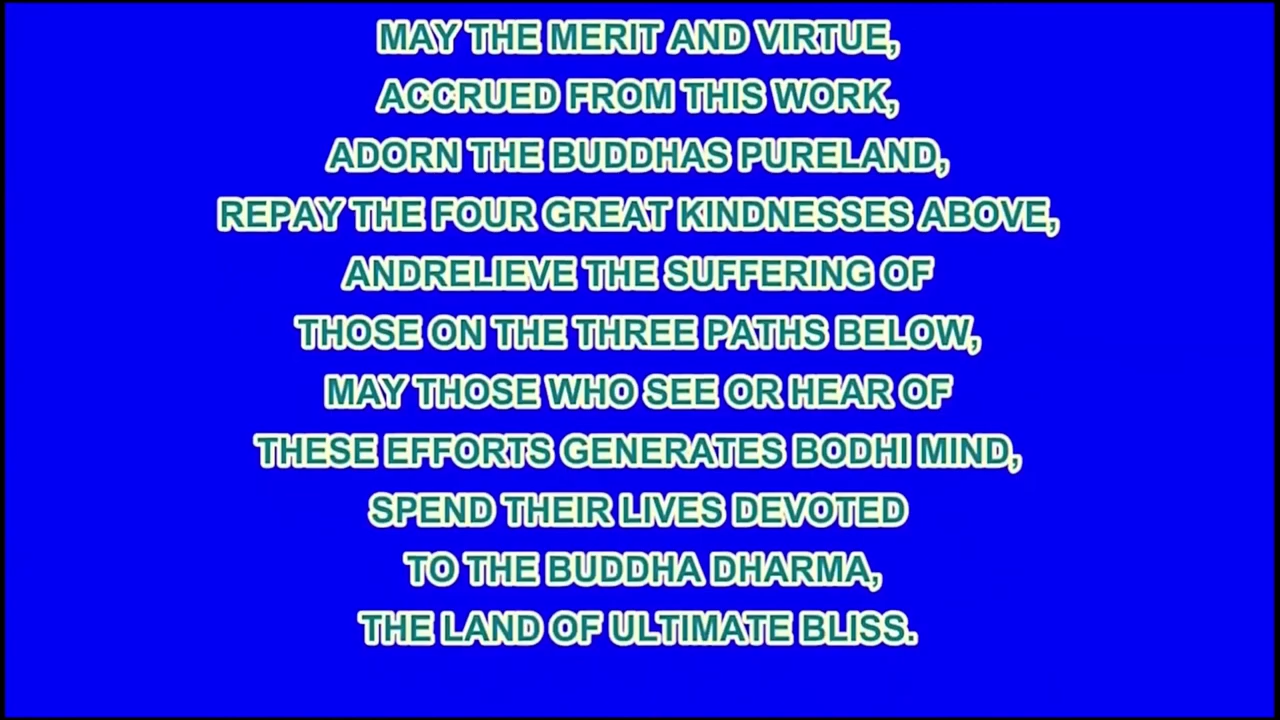 MAY THE MERIT AND VIRTUE,
ACCRUED FROM THIS WORK,
ADORN THE BUDDHAS PURELAND,
REPAY THE FOUR GREAT KINDNESSES ABOVE,
ANDRELIEVE THE SUFFERING OF
THOSE ON THE THREE PATHS BELOW,
MAY THOSE WHO SEE OR HEAR OF
THESE EFFORTS GENERATES BODHI MIND,
SPEND THEIR LIVES DEVOTED
TO THE BUDDHA DHARMA,
THE LAND OF ULTIMATE BLISS.